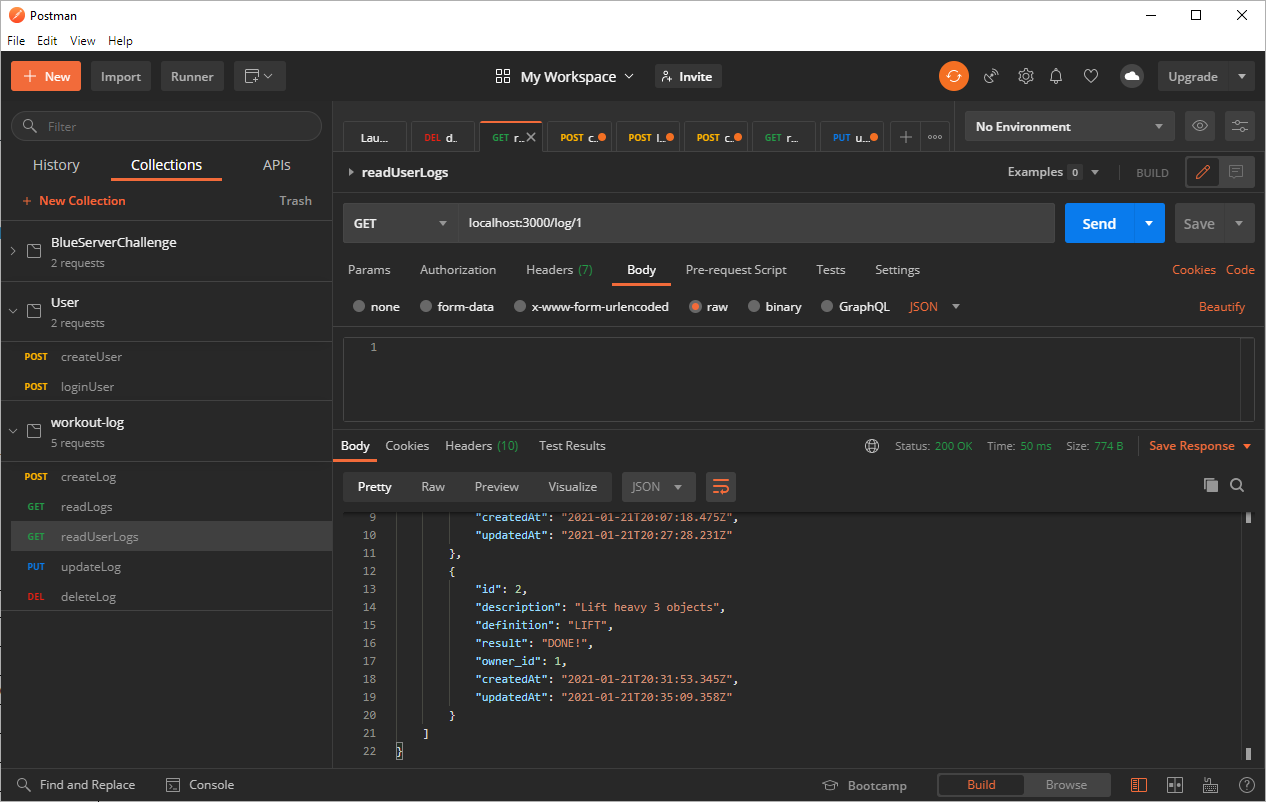 Postman
File Edit View Help
New Import Runner My Workspace Invite Upgrade
Filter
History Collections APIs
New Collection Trash
BlueServerChallenge
2 requests
User
2 requests
POST createUser
POST loginUser
workout-log
5 requests
POST createLog
GET readLogs
GET readUserLogs
PUT updateLog
DEL deleteLog
Lau... DEL d.. GET r.. POST c.. POST l.. POST c.. GET r... PUT u... No Environment
readUserLogs Examples 0 BUILD
GET localhost:3000/log/1 Send Save
Params Authorization Headers (7) Body Pre-request Script Tests Settings Cookies Code
none form-data x-www-form-urlencoded raw binary GraphQL JSON Beautify
1
Body Cookies Headers (10) Test Results Status: 200 OK Time: 50 ms Size: 774 B Save Response
Pretty Raw Preview Visualize JSON
9 "createdAt": "2021-01-21T20:07:18.475Z",
10 "updatedAt": "2021-01-21T20:27:28.231Z"
11 },
12 {
13 "id": 2,
14 "description": "Lift heavy 3 objects",
15 "definition": "LIFT",
16 "result": "DONE!",
17 "owner_id": 1,
18 "createdAt": "2021-01-21T20:31:53.345Z",
19 "updatedAt": "2021-01-21T20:35:09.358Z"
20 }
21 ]
22 }
Find and Replace Console Bootcamp Build Browse